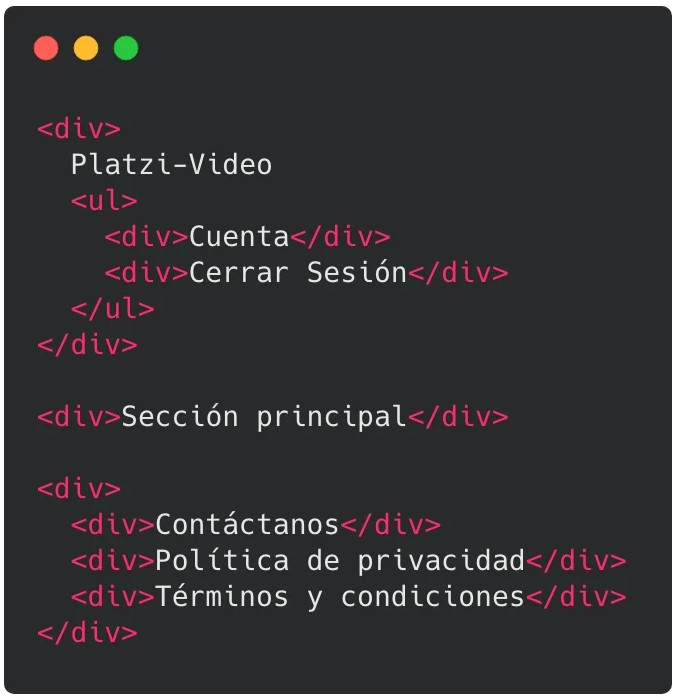 <div>
  Platzi-Video
  <ul>
    <div>Cuenta</div>
    <div>Cerrar Sesión</div>
  </ul>
</div>

<div>Sección principal</div>

<div>
  <div>Contáctanos</div>
  <div>Política de privacidad</div>
  <div>Términos y condiciones</div>
</div>